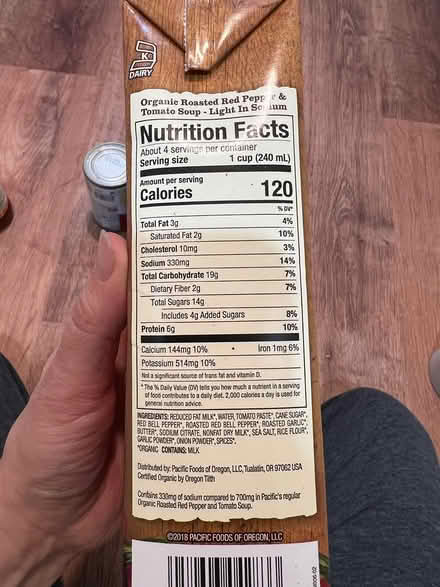 K
DAIRY
Organic Roasted Red Pepper &
Tomato Soup - Light In Sodium
Nutrition Facts
About 4 servings per container
Serving size 1 cup (240 mL)
Amount per serving
Calories 120
% DV*
Total Fat 3g 4%
Saturated Fat 2g 10%
Cholesterol 10mg 3%
Sodium 330mg 14%
Total Carbohydrate 19g 7%
Dietary Fiber 2g 7%
Total Sugars 14g
Includes 4g Added Sugars 8%
Protein 6g 10%
Calcium 144mg 10% • Iron 1mg 6%
Potassium 514mg 10%
Not a significant source of trans fat and vitamin D.
* The % Daily Value (DV) tells you how much a nutrient in a serving
of food contributes to a daily diet. 2,000 calories a day is used for
general nutrition advice.
INGREDIENTS: REDUCED FAT MILK*, WATER, TOMATO PASTE*, CANE SUGAR*,
RED BELL PEPPER*, ROASTED RED BELL PEPPER*, ROASTED GARLIC*,
BUTTER*, SODIUM CITRATE, NONFAT DRY MILK*, SEA SALT, RICE FLOUR*,
GARLIC POWDER*, ONION POWDER*, SPICES*.
*ORGANIC CONTAINS: MILK
Distributed by: Pacific Foods of Oregon, LLC, Tualatin, OR 97062 USA
Certified Organic by Oregon Tilth
Contains 330mg of sodium compared to 700mg in Pacific's regular
Organic Roasted Red Pepper and Tomato Soup.
©2018 PACIFIC FOODS OF OREGON, LLC